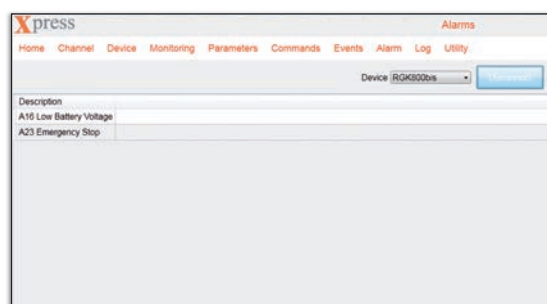 Xpress Alarms
Home Channel Device Monitoring Parameters Commands Events Alarm Log Utility
Device RGK800bis Disconnect
Description
A16 Low Battery Voltage
A23 Emergency Stop